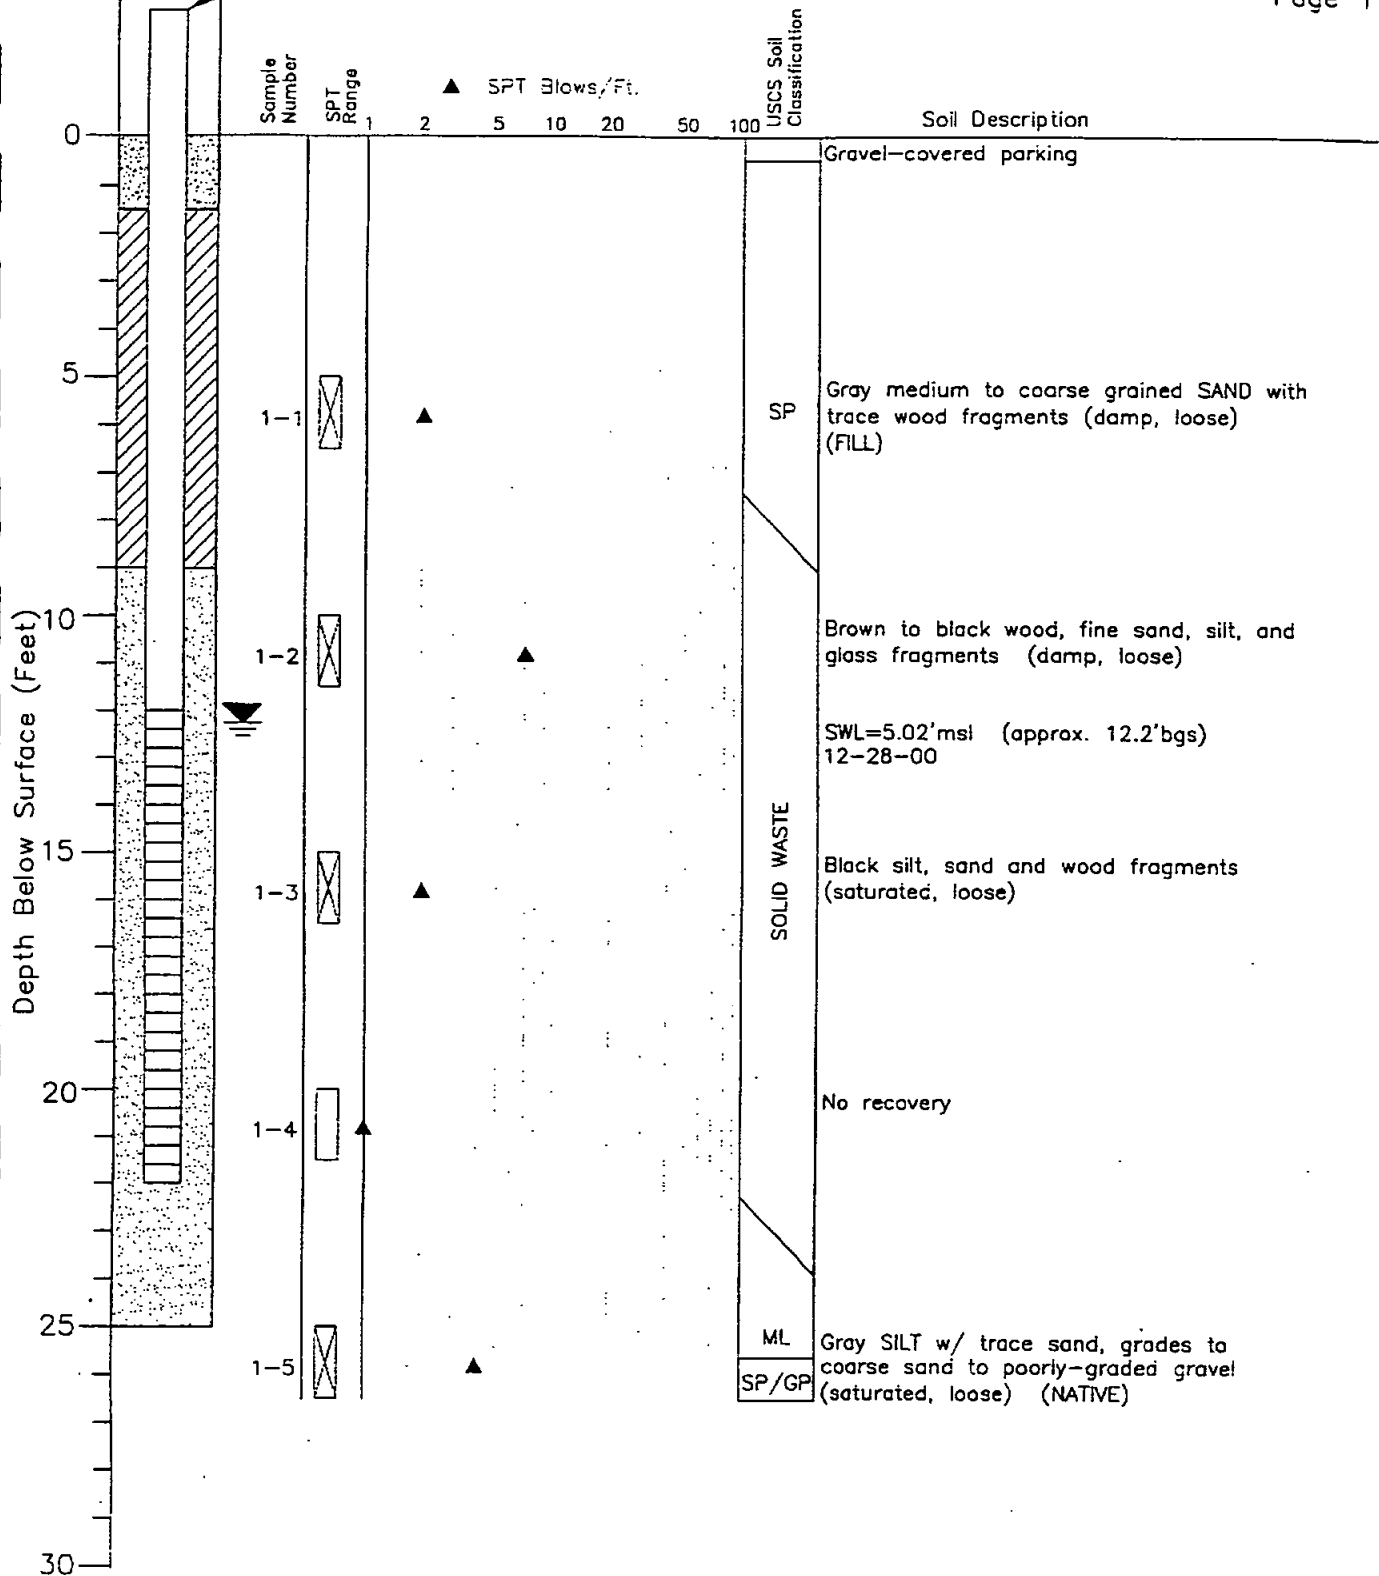 Page 1
Sample Number
SPT Range
▲ SPT Blows/Ft.
USCS Soil Classification
Soil Description
1 2 5 10 20 50 100
0
Gravel-covered parking
5
1-1
SP
Gray medium to coarse grained SAND with
trace wood fragments (damp, loose)
(FILL)
Depth Below Surface (Feet)
10
1-2
Brown to black wood, fine sand, silt, and
glass fragments (damp, loose)
SWL=5.02'msl (approx. 12.2'bgs)
12-28-00
SOLID WASTE
15
1-3
Black silt, sand and wood fragments
(saturated, loose)
20
1-4
No recovery
25
1-5
ML
SP/GP
Gray SILT w/ trace sand, grades to
coarse sand to poorly-graded gravel
(saturated, loose) (NATIVE)
30